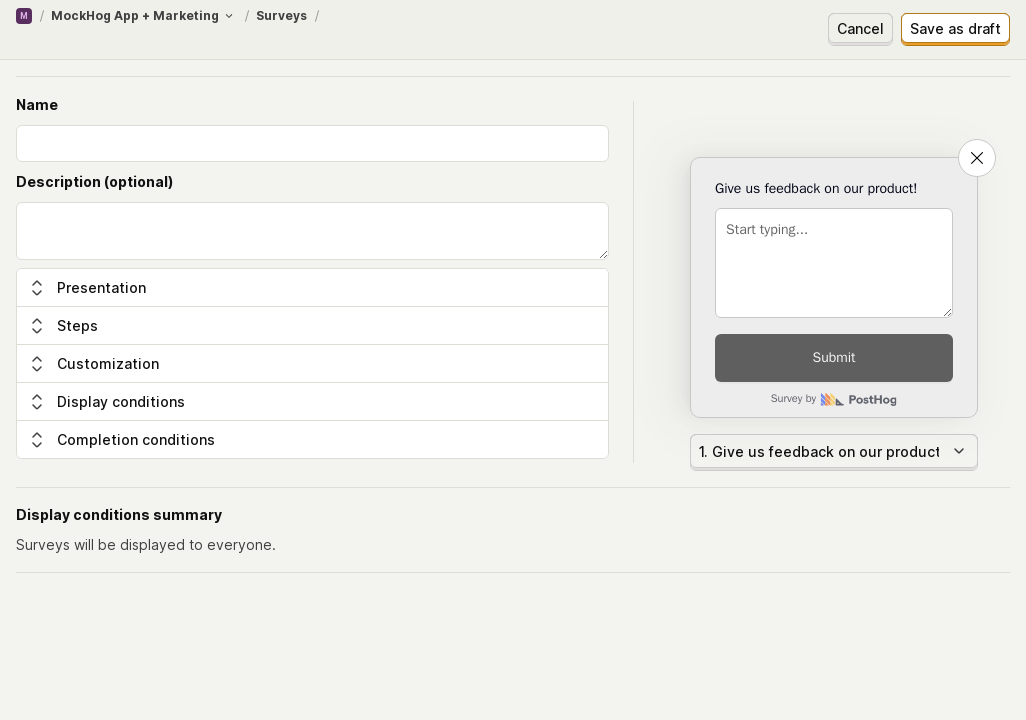 M / MockHog App + Marketing / Surveys /
Cancel
Save as draft
Name
Description (optional)
Presentation
Steps
Customization
Display conditions
Completion conditions
Give us feedback on our product!
Start typing...
Submit
Survey by PostHog
1. Give us feedback on our product
Display conditions summary
Surveys will be displayed to everyone.